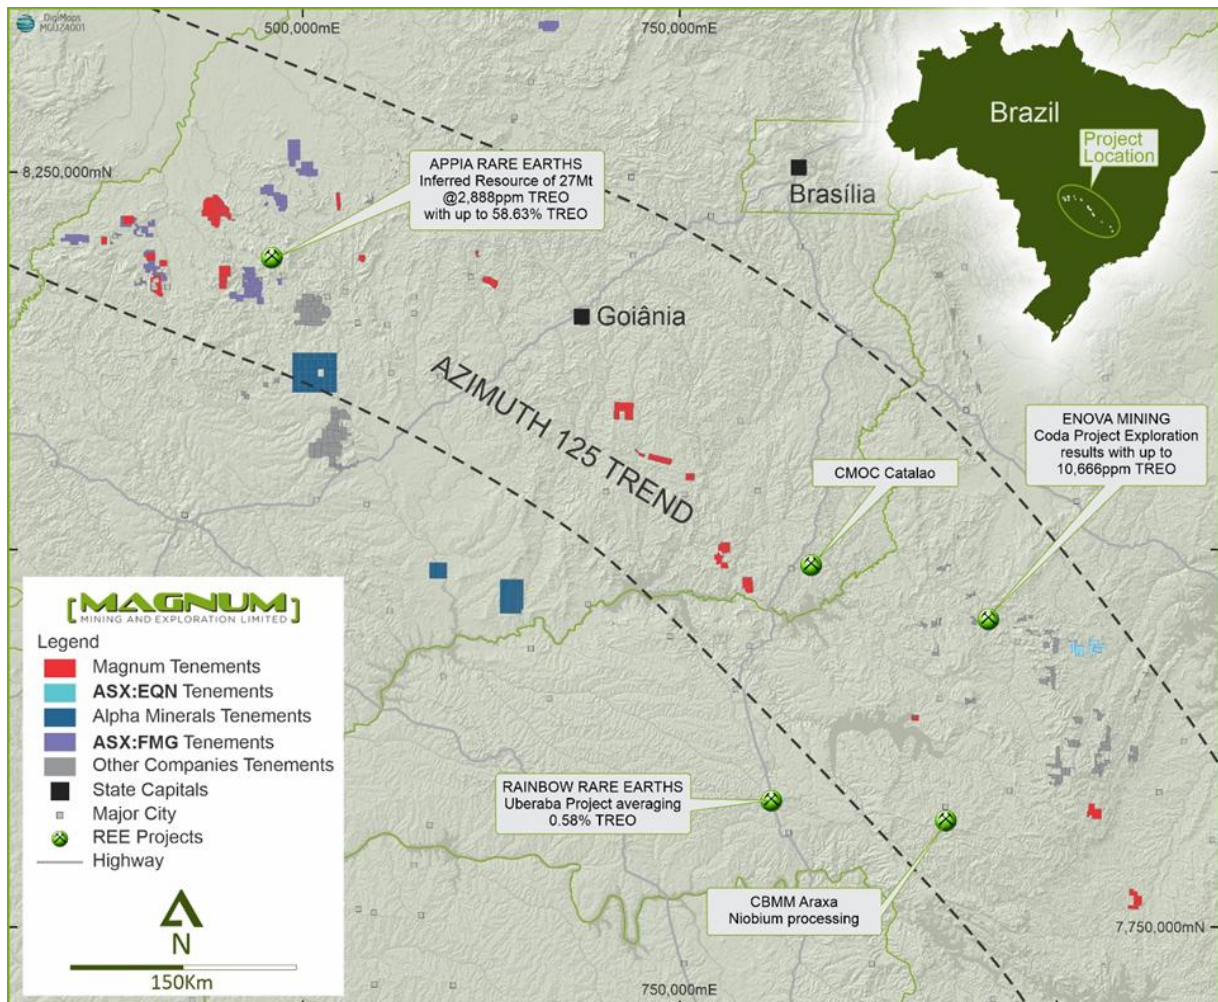 DigiMaps
MGUZ4001
500,000mE
750,000mE
8,250,000mN
Brazil
Project
Location
APPIA RARE EARTHS
Inferred Resource of 27Mt
@2,888ppm TREO
with up to 58.63% TREO
Brasília
Goiânia
AZIMUTH 125 TREND
ENOVA MINING
Coda Project Exploration
results with up to
10,666ppm TREO
CMOC Catalao
[MAGNUM]
MINING AND EXPLORATION LIMITED
Legend
Magnum Tenements
ASX:EQN Tenements
Alpha Minerals Tenements
ASX:FMG Tenements
Other Companies Tenements
State Capitals
Major City
REE Projects
Highway
N
150Km
RAINBOW RARE EARTHS
Uberaba Project averaging
0.58% TREO
CBMM Araxa
Niobium processing
7,750,000mN
750,000mE